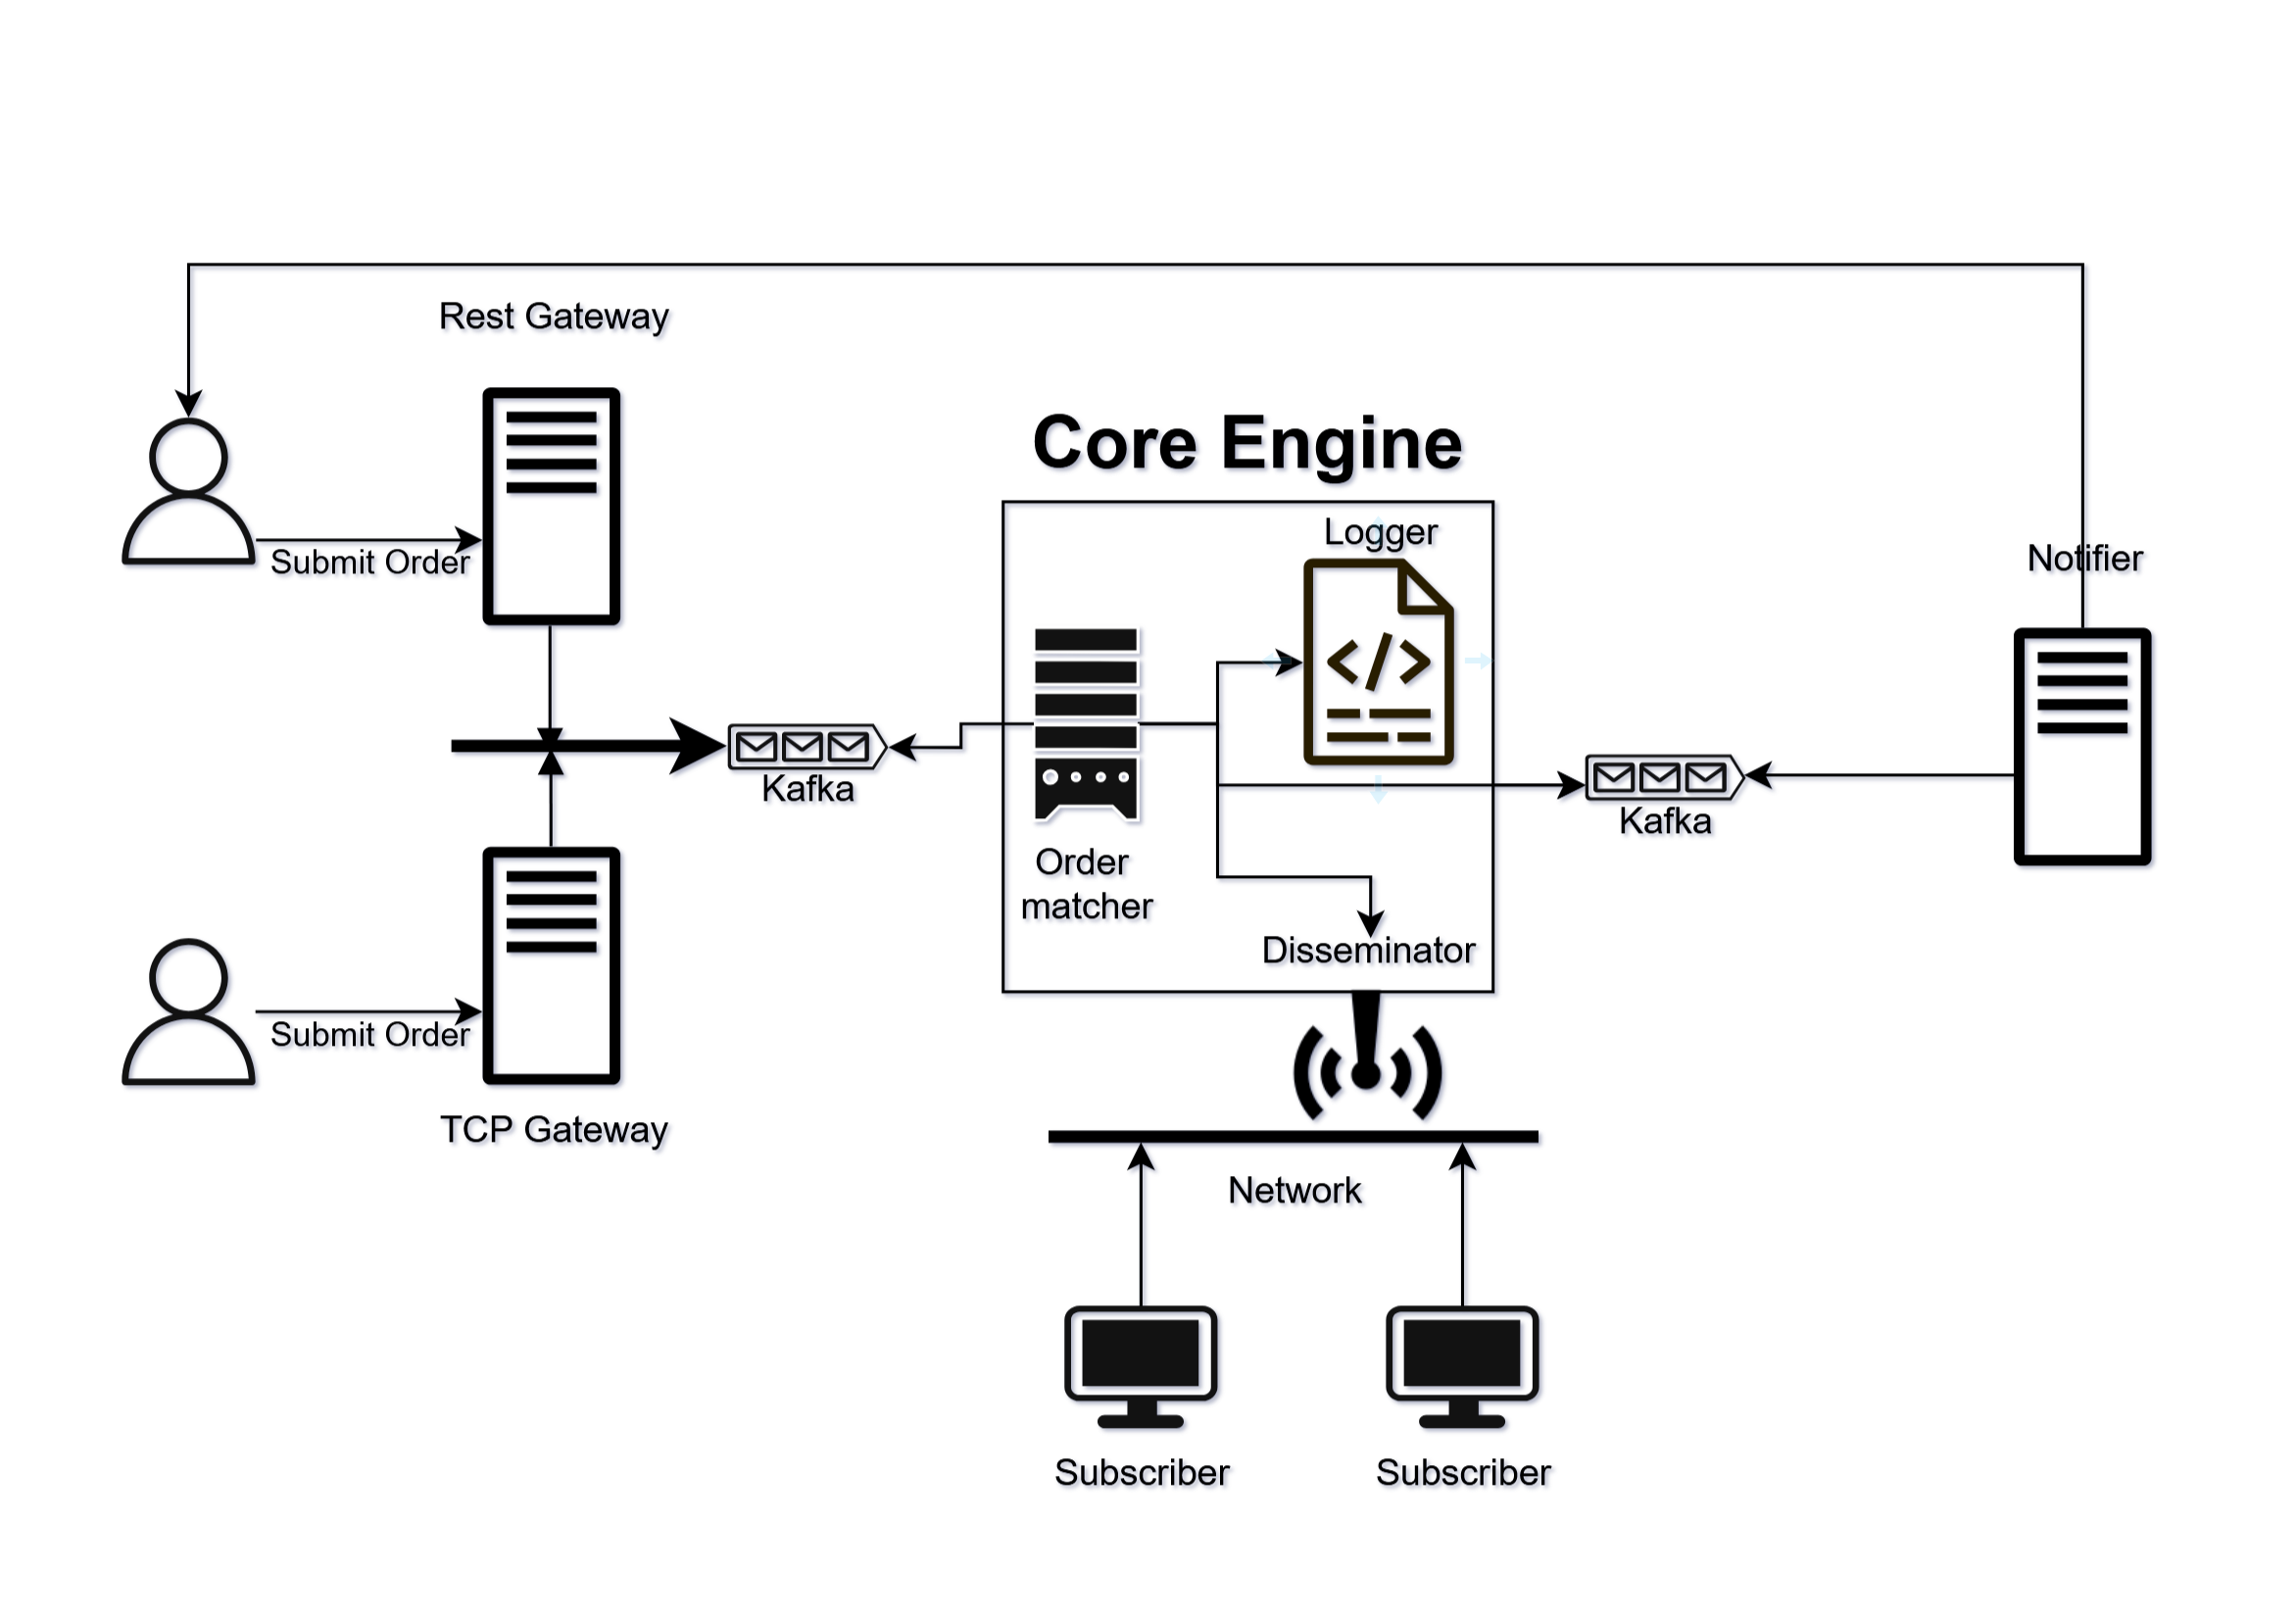 Rest Gateway
Core Engine
Logger
Submit Order
Notifier
Kafka
Kafka
Order
matcher
Disseminator
Submit Order
TCP Gateway
Network
Subscriber
Subscriber